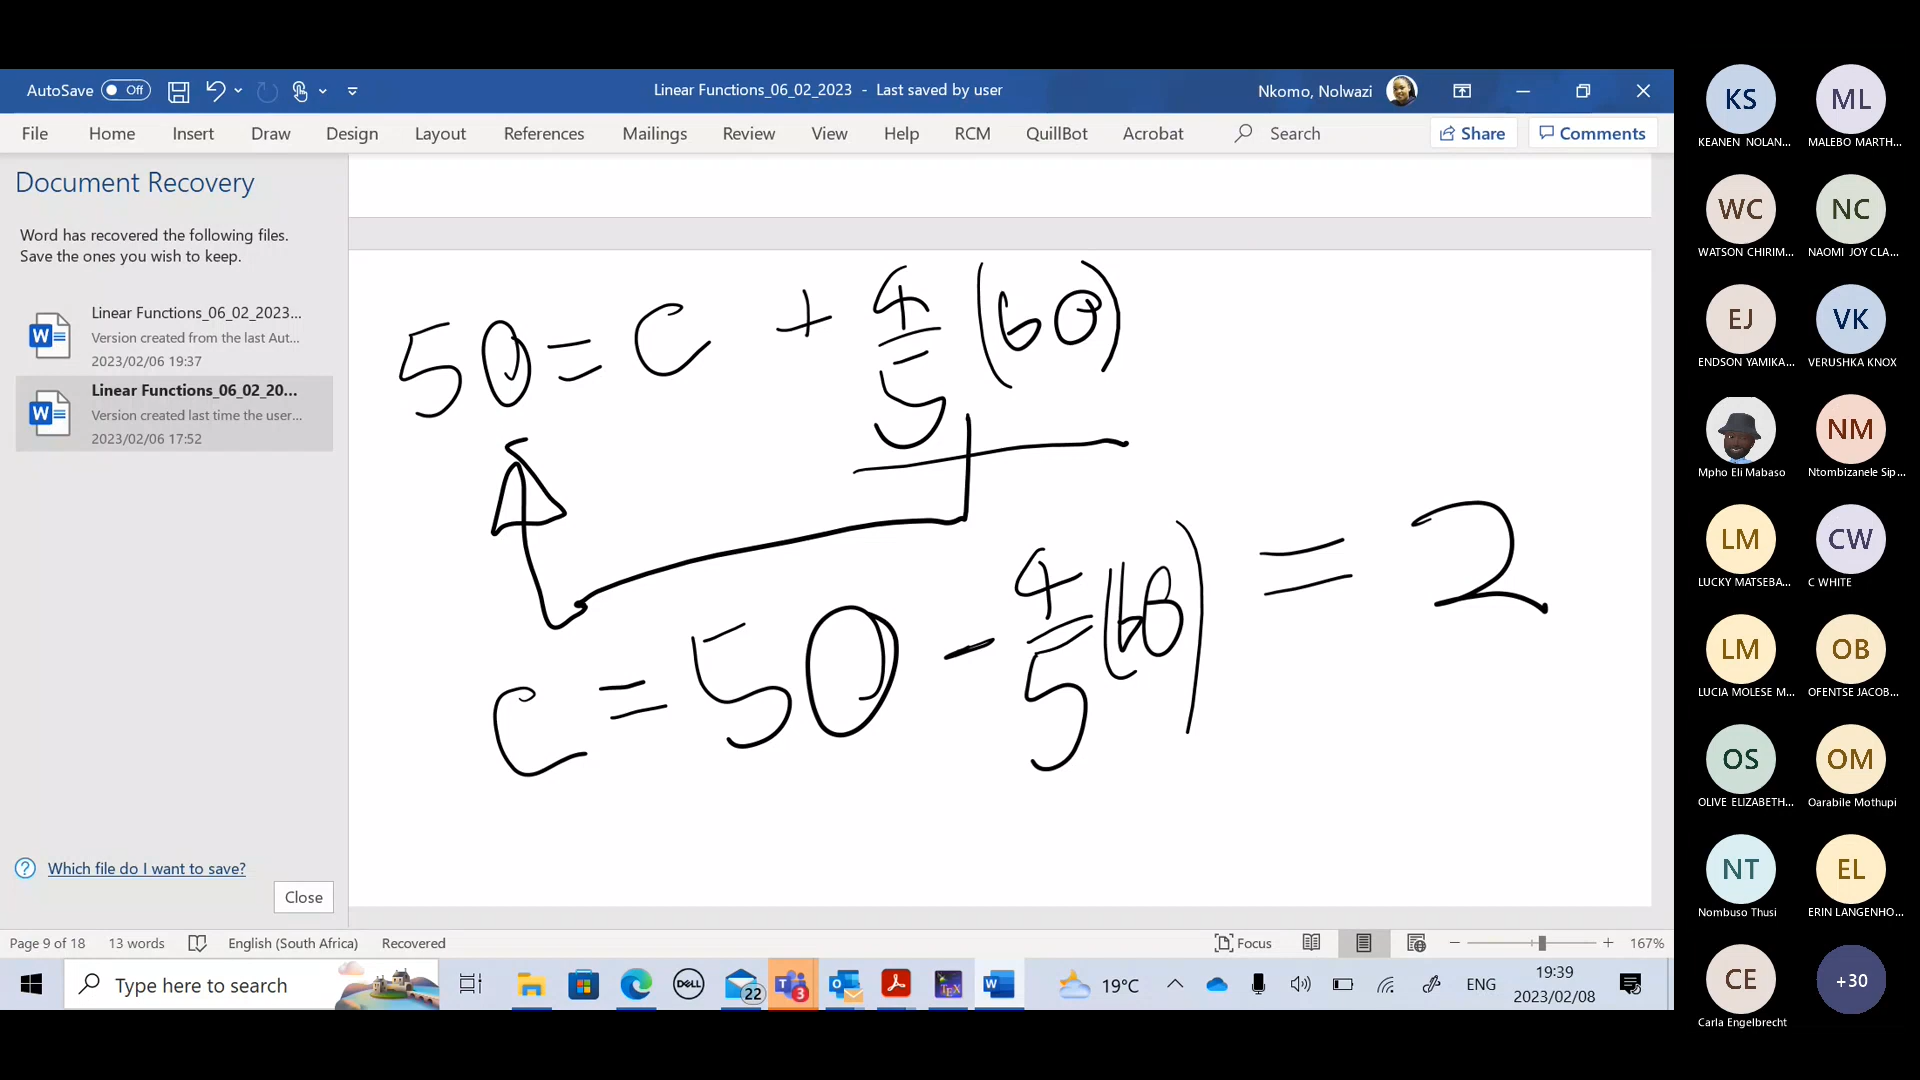 AutoSave Off
Linear Functions_06_02_2023 - Last saved by user
Nkomo, Nolwazi
File Home Insert Draw Design Layout References Mailings Review View Help RCM QuillBot Acrobat Search Share Comments
Document Recovery
Word has recovered the following files.
Save the ones you wish to keep.
Linear Functions_06_02_2023...
Version created from the last Aut...
2023/02/06 19:37
Linear Functions_06_02_20...
Version created last time the user...
2023/02/06 17:52
Which file do I want to save?
Close
50 = c + 4/5 (60)
c = 50 - 4/5 (60) = 2
Page 9 of 18 13 words English (South Africa) Recovered Focus 167%
Type here to search
DELL
22
3
TEX
19°C
ENG
19:39
2023/02/08
KS
KEANEN NOLAN...
ML
MALEBO MARTH...
WC
WATSON CHIRIM...
NC
NAOMI JOY CLA...
EJ
ENDSON YAMIKA...
VK
VERUSHKA KNOX
Mpho Eli Mabaso
NM
Ntombizanele Sip...
LM
LUCKY MATSEBA...
CW
C WHITE
LM
LUCIA MOLESE M...
OB
OFENTSE JACOB...
OS
OLIVE ELIZABETH...
OM
Oarabile Mothupi
NT
Nombuso Thusi
EL
ERIN LANGENHO...
CE
Carla Engelbrecht
+30